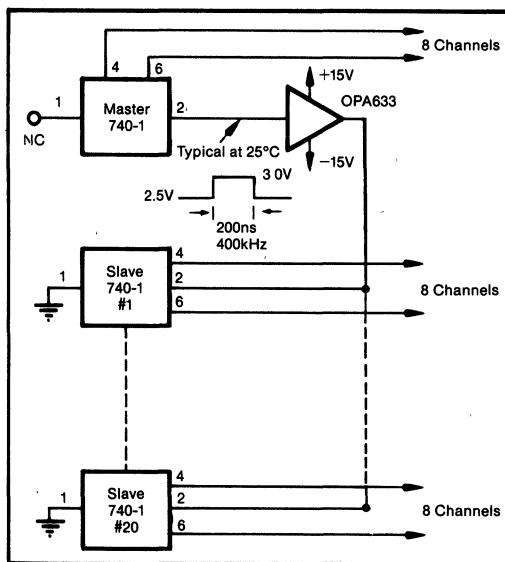 8 Channels
4
6
+15V
OPA633
1
Master
740-1
2
NC
Typical at 25°C
−15V
2.5V
3 0V
200ns
400kHz
1
Slave
740-1
#1
4
2
6
8 Channels
1
Slave
740-1
#20
4
2
6
8 Channels